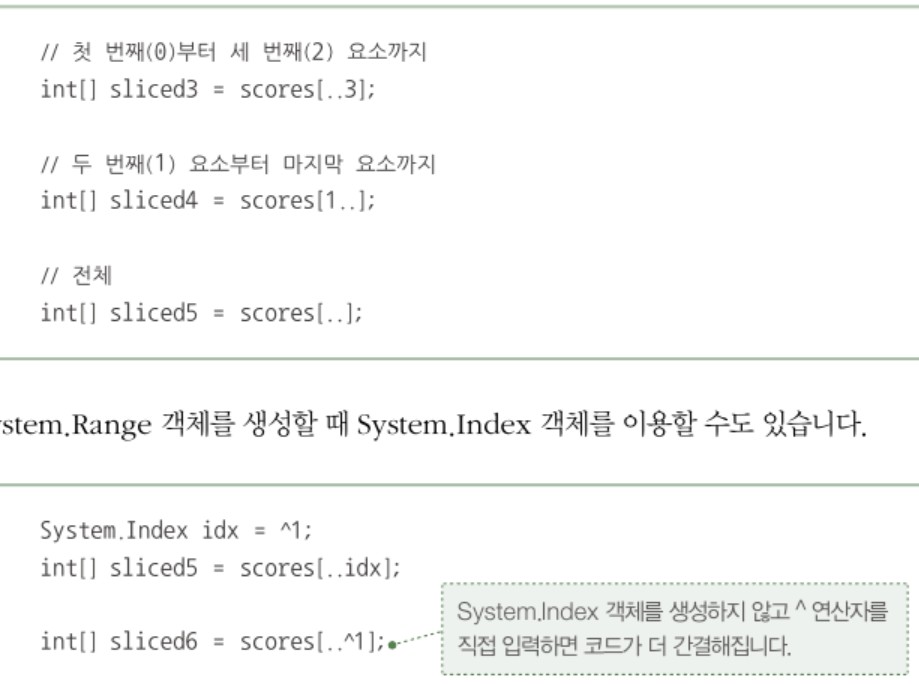 // 첫 번째(0)부터 세 번째(2) 요소까지
int[] sliced3 = scores[..3];
// 두 번째(1) 요소부터 마지막 요소까지
int[] sliced4 = scores[1..];
// 전체
int[] sliced5 = scores[..];
stem.Range 객체를 생성할 때 System.Index 객체를 이용할 수도 있습니다.
System.Index idx = ^1;
int[] sliced5 = scores[..idx];
int[] sliced6 = scores[..^1];
System.Index 객체를 생성하지 않고 ^ 연산자를
직접 입력하면 코드가 더 간결해집니다.